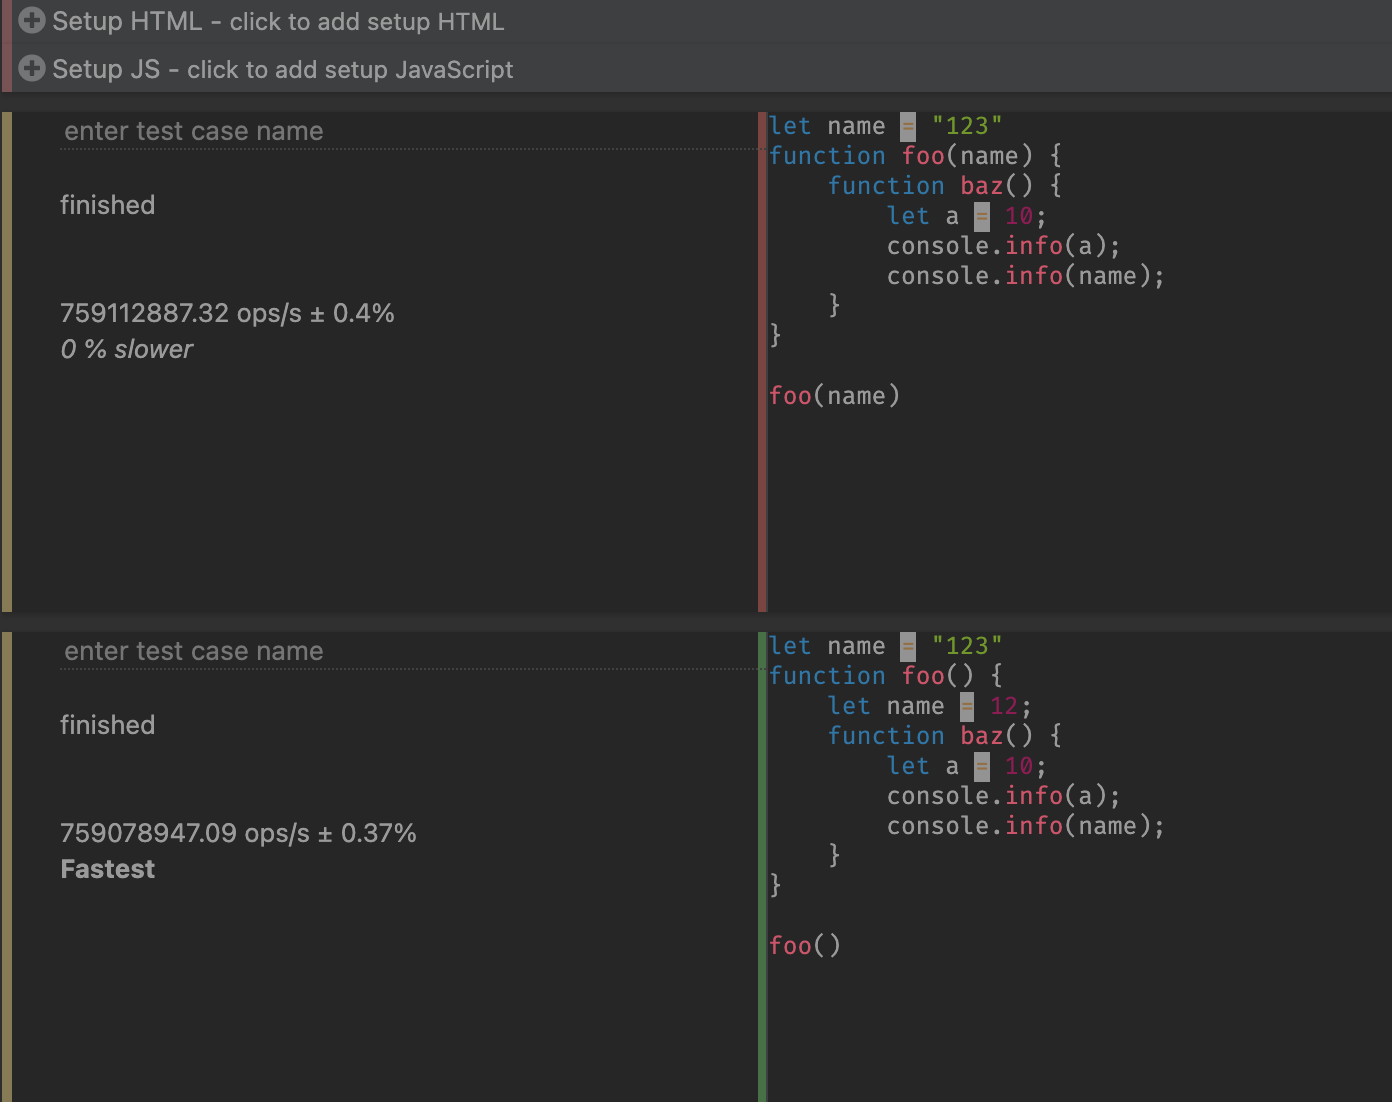 Setup HTML - click to add setup HTML
Setup JS - click to add setup JavaScript
enter test case name
finished
759112887.32 ops/s ± 0.4%
0 % slower
let name = "123"
function foo(name) {
    function baz() {
        let a = 10;
        console.info(a);
        console.info(name);
    }
}
foo(name)
enter test case name
finished
759078947.09 ops/s ± 0.37%
Fastest
let name = "123"
function foo() {
    let name = 12;
    function baz() {
        let a = 10;
        console.info(a);
        console.info(name);
    }
}
foo()